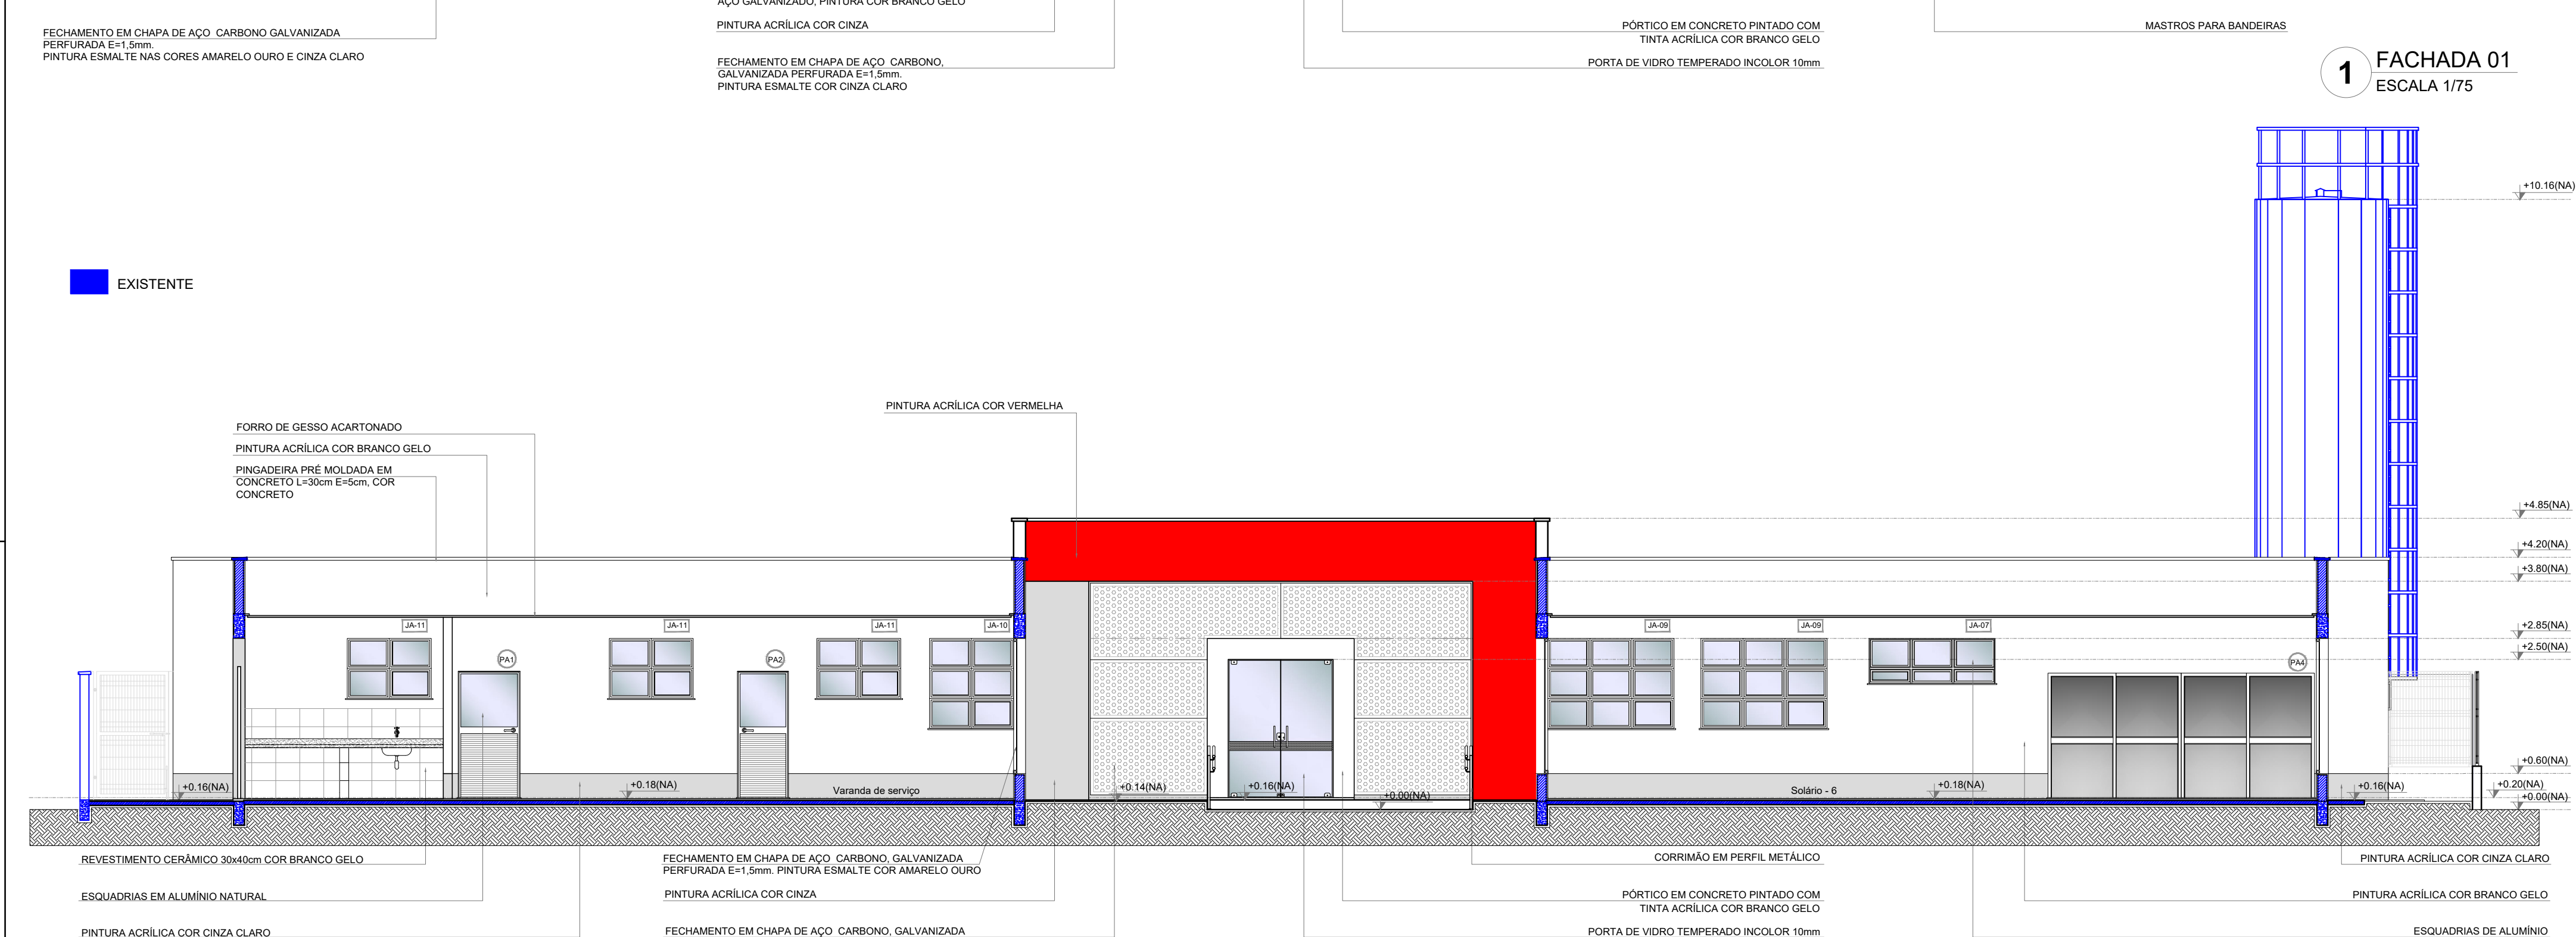 AÇO GALVANIZADO, PINTURA COR BRANCO GELO
PINTURA ACRÍLICA COR CINZA
PÓRTICO EM CONCRETO PINTADO COM
TINTA ACRÍLICA COR BRANCO GELO
MASTROS PARA BANDEIRAS
FECHAMENTO EM CHAPA DE AÇO CARBONO GALVANIZADA
PERFURADA E=1,5mm.
PINTURA ESMALTE NAS CORES AMARELO OURO E CINZA CLARO
FECHAMENTO EM CHAPA DE AÇO CARBONO,
GALVANIZADA PERFURADA E=1,5mm.
PINTURA ESMALTE COR CINZA CLARO
PORTA DE VIDRO TEMPERADO INCOLOR 10mm
1
FACHADA 01
ESCALA 1/75
+10.16(NA)
EXISTENTE
PINTURA ACRÍLICA COR VERMELHA
FORRO DE GESSO ACARTONADO
PINTURA ACRÍLICA COR BRANCO GELO
PINGADEIRA PRÉ MOLDADA EM
CONCRETO L=30cm E=5cm, COR
CONCRETO
+4.85(NA)
+4.20(NA)
+3.80(NA)
JA-11
JA-11
JA-11
JA-10
JA-09
JA-09
JA-07
+2.85(NA)
+2.50(NA)
PA1
PA2
PA4
+0.60(NA)
+0.16(NA)
+0.18(NA)
Varanda de serviço
+0.14(NA)
+0.16(NA)
+0.00(NA)
Solário - 6
+0.18(NA)
+0.16(NA)
+0.20(NA)
+0.00(NA)
REVESTIMENTO CERÂMICO 30x40cm COR BRANCO GELO
FECHAMENTO EM CHAPA DE AÇO CARBONO, GALVANIZADA
PERFURADA E=1,5mm. PINTURA ESMALTE COR AMARELO OURO
CORRIMÃO EM PERFIL METÁLICO
PINTURA ACRÍLICA COR CINZA CLARO
ESQUADRIAS EM ALUMÍNIO NATURAL
PINTURA ACRÍLICA COR CINZA
PÓRTICO EM CONCRETO PINTADO COM
TINTA ACRÍLICA COR BRANCO GELO
PINTURA ACRÍLICA COR BRANCO GELO
PINTURA ACRÍLICA COR CINZA CLARO
FECHAMENTO EM CHAPA DE AÇO CARBONO, GALVANIZADA
PORTA DE VIDRO TEMPERADO INCOLOR 10mm
ESQUADRIAS DE ALUMÍNIO